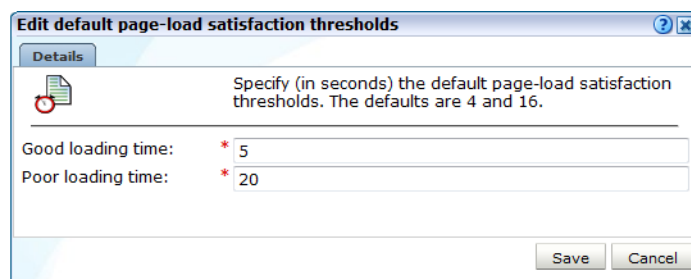 Edit default page-load satisfaction thresholds
Details
Specify (in seconds) the default page-load satisfaction
thresholds. The defaults are 4 and 16.
Good loading time: * 5
Poor loading time: * 20
Save Cancel